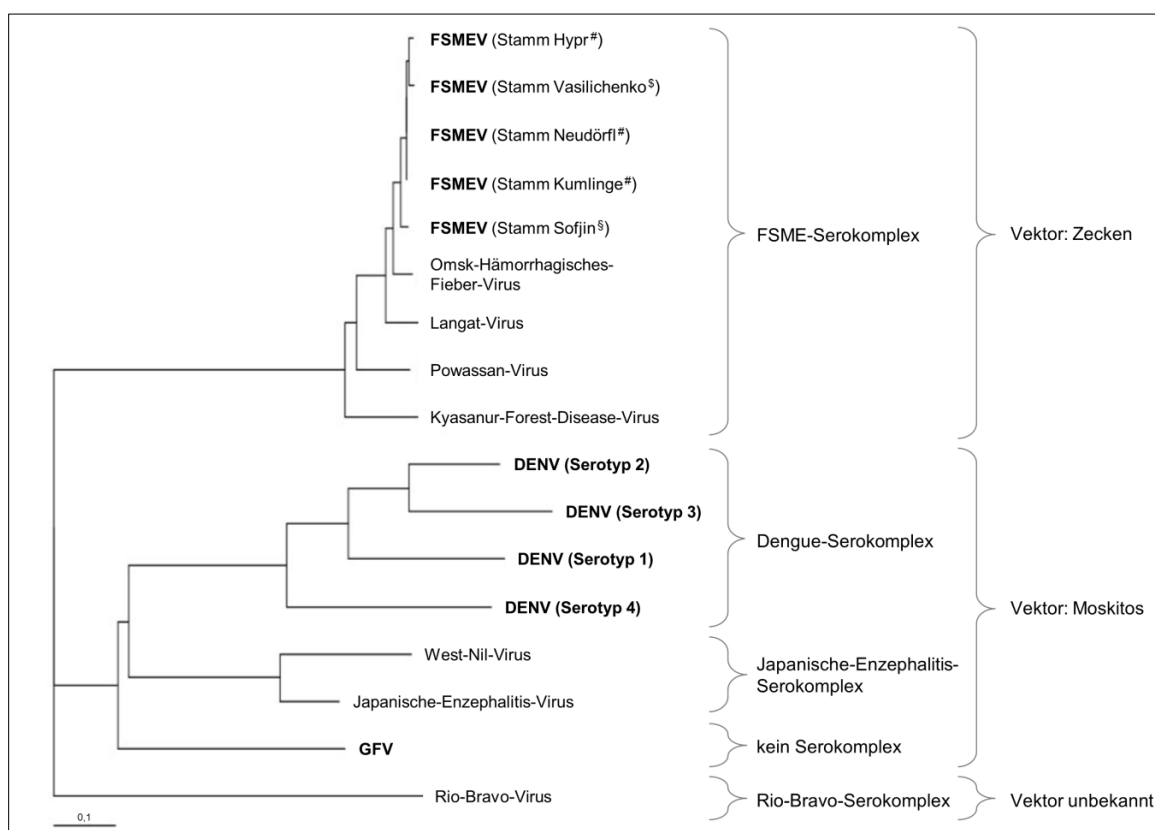 FSMEV (Stamm Hypr#)
FSMEV (Stamm Vasilichenko$)
FSMEV (Stamm Neudörfl#)
FSMEV (Stamm Kumlinge#)
FSMEV (Stamm Sofjin§)
Omsk-Hämorrhagisches-
Fieber-Virus
Langat-Virus
Powassan-Virus
Kyasanur-Forest-Disease-Virus
FSME-Serokomplex
Vektor: Zecken
DENV (Serotyp 2)
DENV (Serotyp 3)
DENV (Serotyp 1)
DENV (Serotyp 4)
Dengue-Serokomplex
West-Nil-Virus
Japanische-Enzephalitis-Virus
Japanische-Enzephalitis-
Serokomplex
GFV
kein Serokomplex
Vektor: Moskitos
Rio-Bravo-Virus
Rio-Bravo-Serokomplex
Vektor unbekannt
0,1